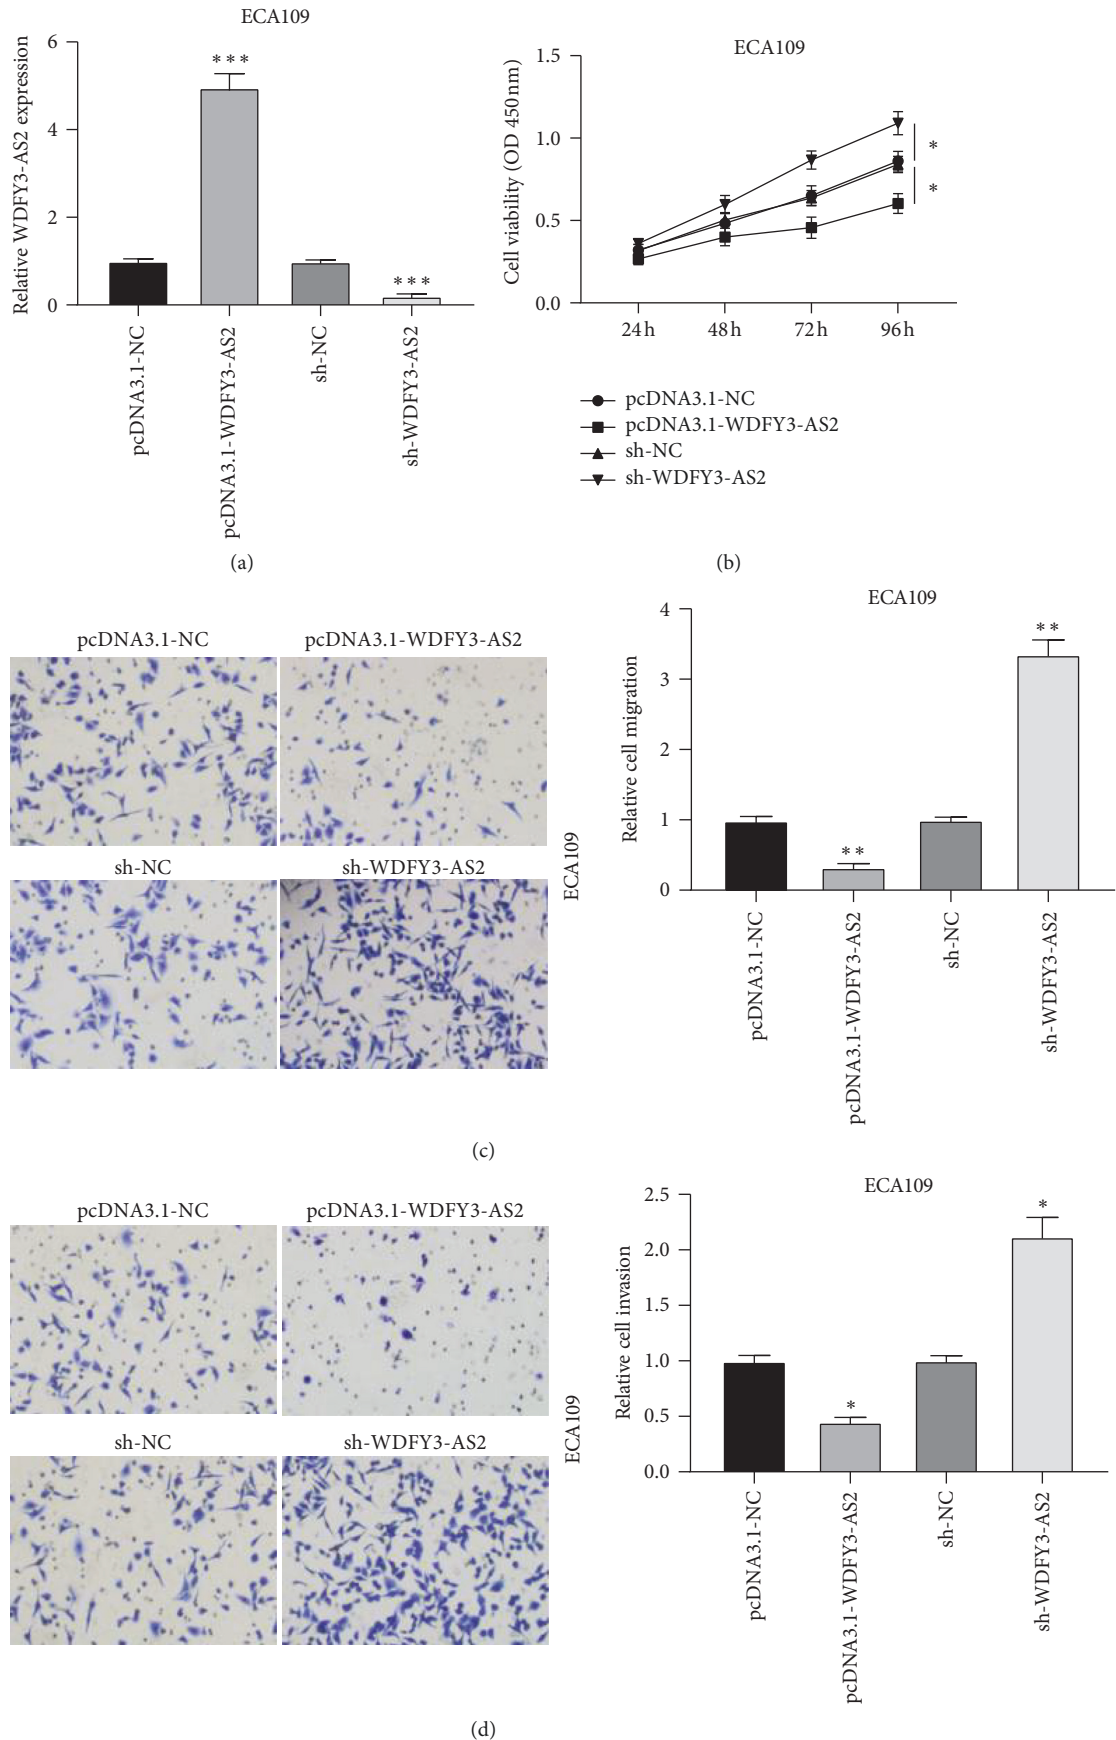 ECA109
Relative WDFY3-AS2 expression
6
4
2
0
***
***
pcDNA3.1-NC
pcDNA3.1-WDFY3-AS2
sh-NC
sh-WDFY3-AS2
(a)
ECA109
Cell viability (OD 450 nm)
1.5
1.0
0.5
0.0
*
*
24 h
48 h
72 h
96 h
pcDNA3.1-NC
pcDNA3.1-WDFY3-AS2
sh-NC
sh-WDFY3-AS2
(b)
pcDNA3.1-NC
pcDNA3.1-WDFY3-AS2
sh-NC
sh-WDFY3-AS2
ECA109
ECA109
Relative cell migration
4
3
2
1
0
**
**
pcDNA3.1-NC
pcDNA3.1-WDFY3-AS2
sh-NC
sh-WDFY3-AS2
(c)
pcDNA3.1-NC
pcDNA3.1-WDFY3-AS2
sh-NC
sh-WDFY3-AS2
ECA109
ECA109
Relative cell invasion
2.5
2.0
1.5
1.0
0.5
0.0
*
*
pcDNA3.1-NC
pcDNA3.1-WDFY3-AS2
sh-NC
sh-WDFY3-AS2
(d)